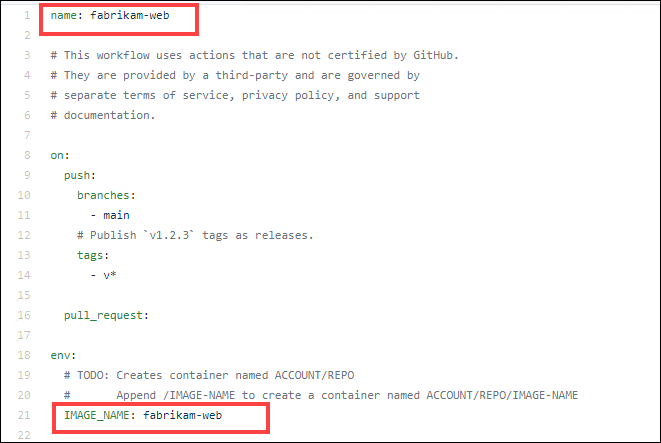 1 name: fabrikam-web
2
3 # This workflow uses actions that are not certified by GitHub.
4 # They are provided by a third-party and are governed by
5 # separate terms of service, privacy policy, and support
6 # documentation.
7
8 on:
9   push:
10     branches:
11       - main
12     # Publish `v1.2.3` tags as releases.
13     tags:
14       - v*
15
16   pull_request:
17
18 env:
19   # TODO: Creates container named ACCOUNT/REPO
20   #       Append /IMAGE-NAME to create a container named ACCOUNT/REPO/IMAGE-NAME
21   IMAGE_NAME: fabrikam-web
22